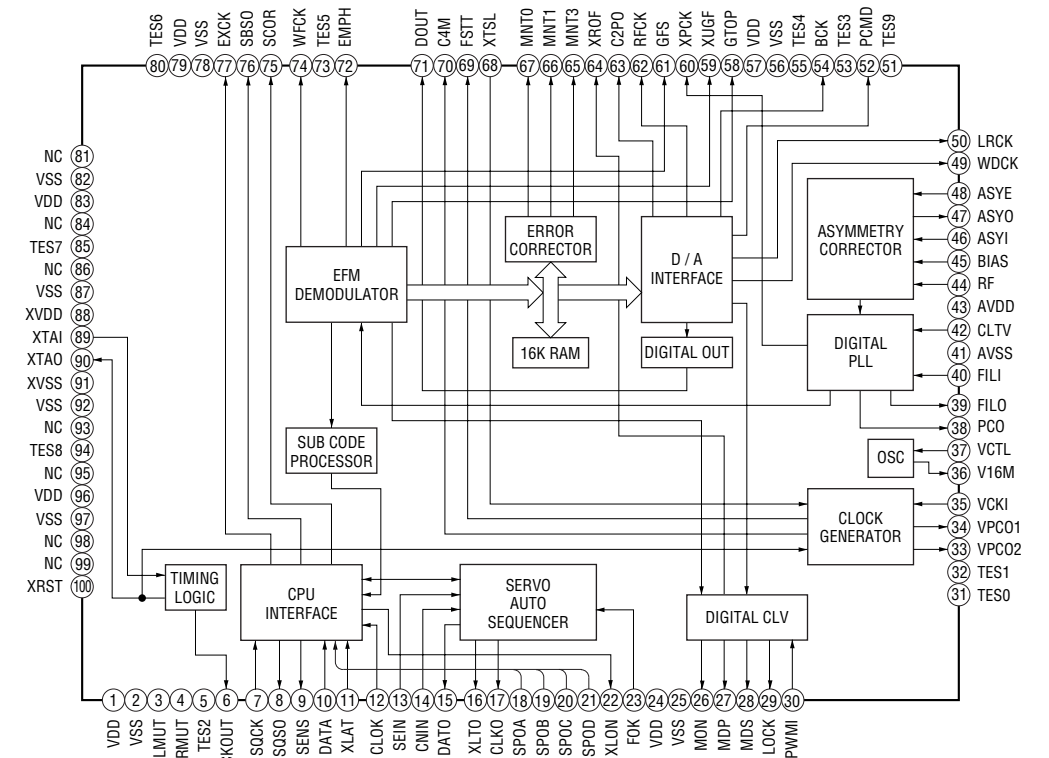 TES6 VDD VSS EXCK SBSO SCOR WFCK TES5 EMPH DOUT C4M FSTT XTSL MNT0 MNT1 MNT3 XROF C2PO RFCK GFS XPCK XUGF GTOP VDD VSS TES4 BCK TES3 PCMD TES9
80 79 78 77 76 75 74 73 72 71 70 69 68 67 66 65 64 63 62 61 60 59 58 57 56 55 54 53 52 51
NC 81
VSS 82
VDD 83
NC 84
TES7 85
NC 86
VSS 87
XVDD 88
XTAI 89
XTAO 90
XVSS 91
VSS 92
NC 93
TES8 94
NC 95
VDD 96
VSS 97
NC 98
NC 99
XRST 100
50 LRCK
49 WDCK
48 ASYE
47 ASYO
46 ASYI
45 BIAS
44 RF
43 AVDD
42 CLTV
41 AVSS
40 FILI
39 FILO
38 PCO
37 VCTL
36 V16M
35 VCKI
34 VPCO1
33 VPCO2
32 TES1
31 TES0
ERROR
CORRECTOR
EFM
DEMODULATOR
D / A
INTERFACE
ASYMMETRY
CORRECTOR
16K RAM
DIGITAL OUT
DIGITAL
PLL
SUB CODE
PROCESSOR
OSC
CLOCK
GENERATOR
TIMING
LOGIC
CPU
INTERFACE
SERVO
AUTO
SEQUENCER
DIGITAL CLV
1 2 3 4 5 6 7 8 9 10 11 12 13 14 15 16 17 18 19 20 21 22 23 24 25 26 27 28 29 30
VDD VSS LMUT RMUT TES2 SQCK SQSO SENS DATA XLAT CLOK SEIN CNIN DATO XLTO CLKO SPOA SPOB SPOC SPOD XLON FOK VDD VSS MON MDP MDS LOCK PWMI